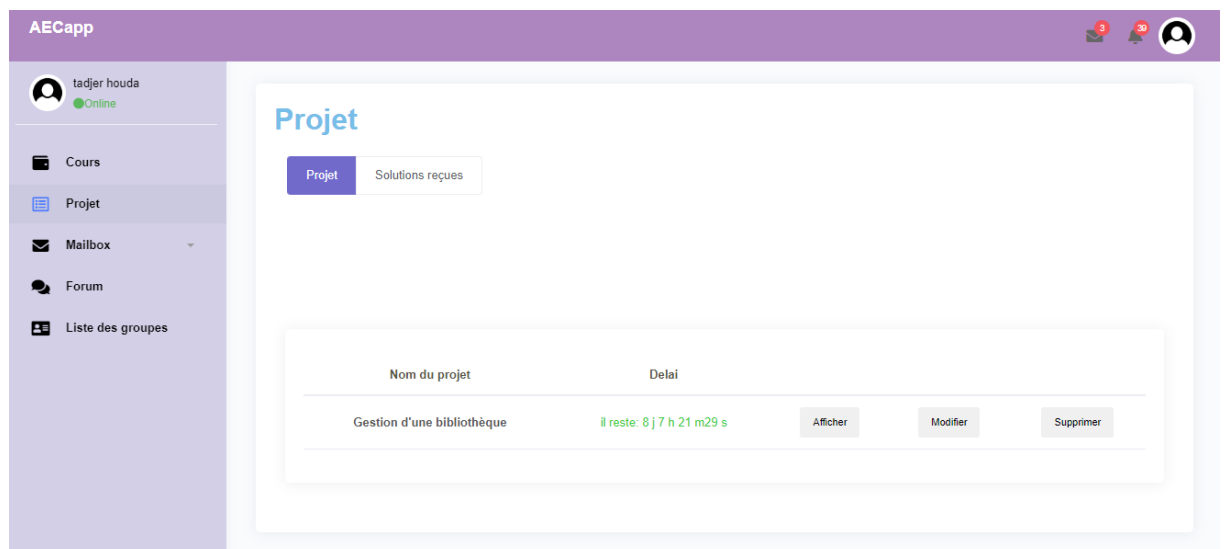 AECapp
3
39
tadjer houda
Online
Cours
Projet
Mailbox
Forum
Liste des groupes
Projet
Projet
Solutions reçues
Nom du projet
Delai
Gestion d'une bibliothèque
il reste: 8 j 7 h 21 m29 s
Afficher
Modifier
Supprimer